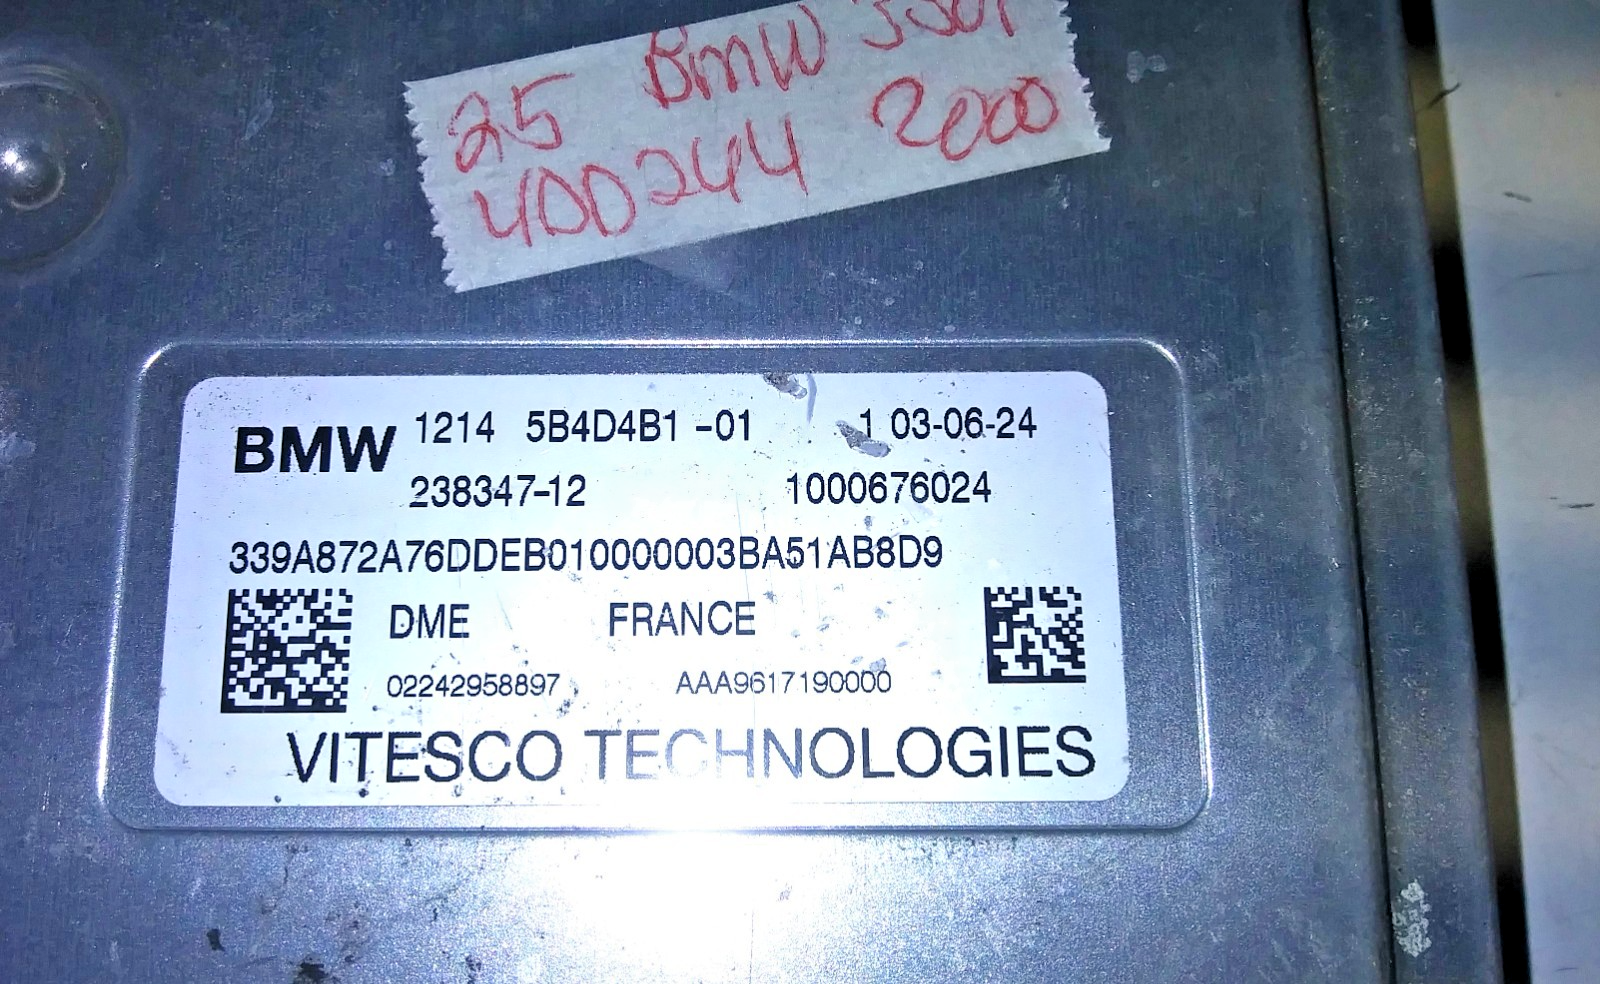 25 BMW 330i
40D244 2000
BMW 1214 5B4D4B1 -01 1 03-06-24
238347-12 1000676024
339A872A76DDEB010000003BA51AB8D9
DME FRANCE
02242958897 AAA9617190000
VITESCO TECHNOLOGIES